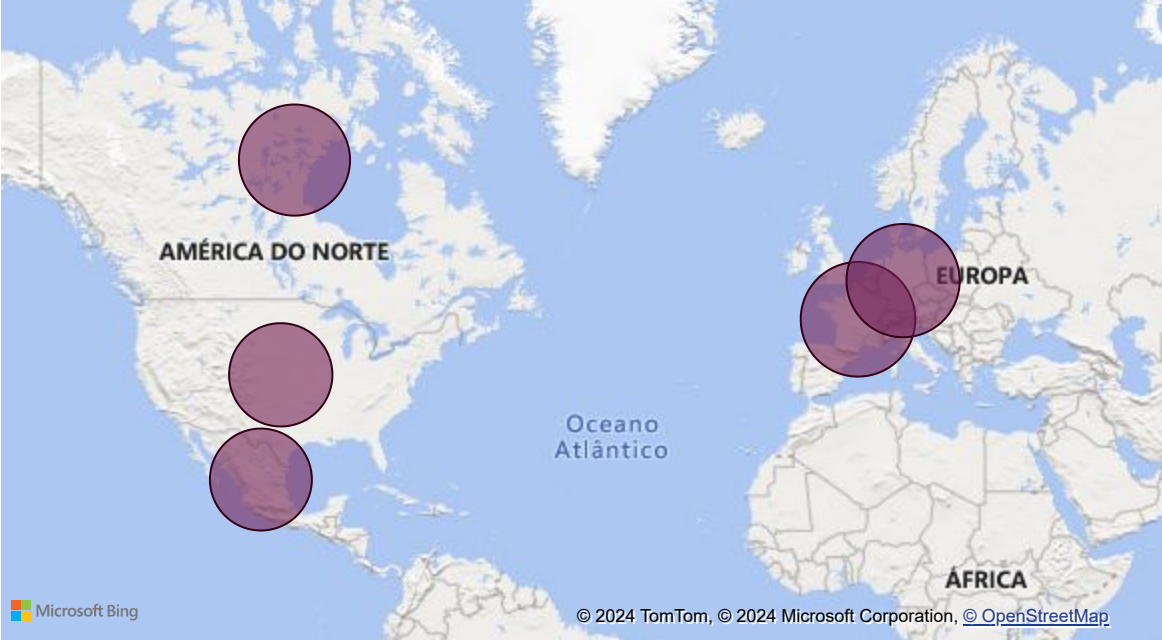 AMÉRICA DO NORTE
EUROPA
Oceano
Atlântico
ÁFRICA
Microsoft Bing
© 2024 TomTom, © 2024 Microsoft Corporation, © OpenStreetMap